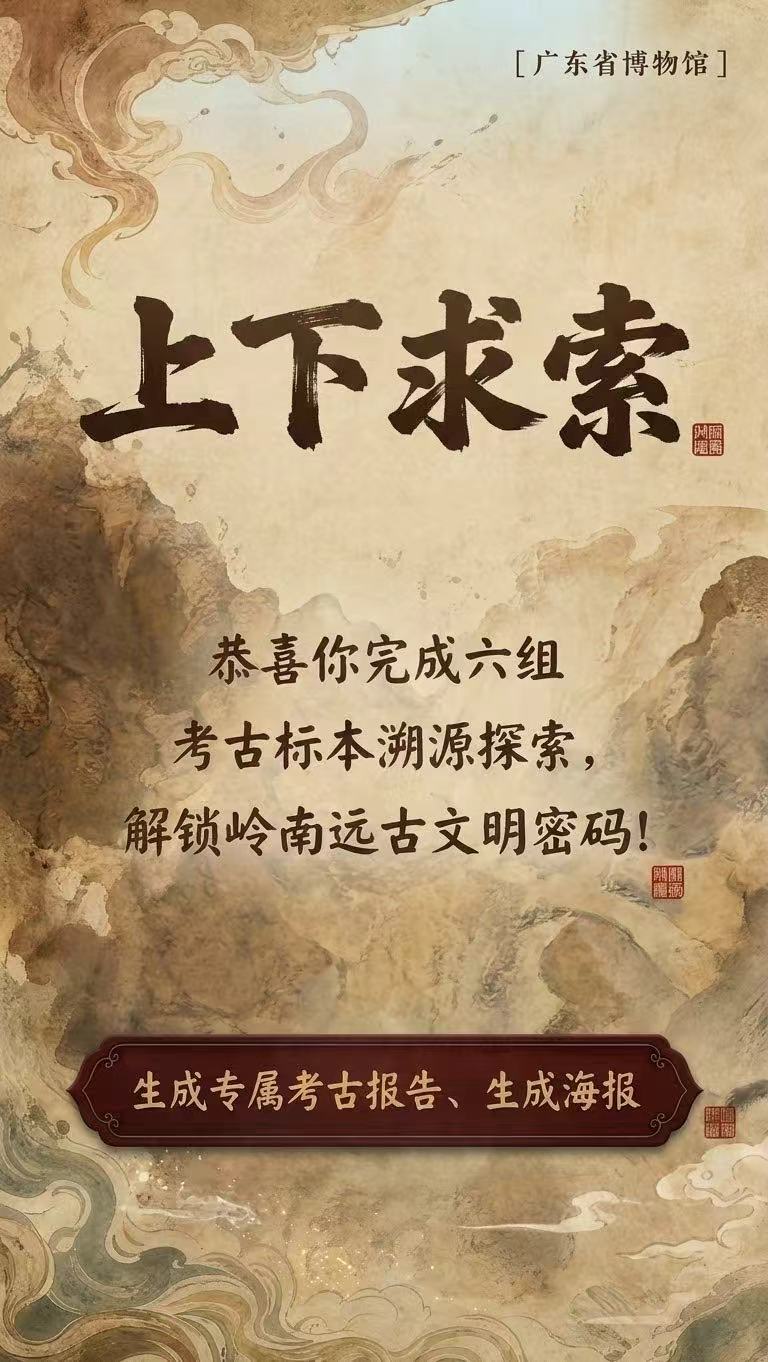 [广东省博物馆]
上下求索
恭喜你完成六组
考古标本溯源探索，
解锁岭南远古文明密码！
生成专属考古报告、生成海报